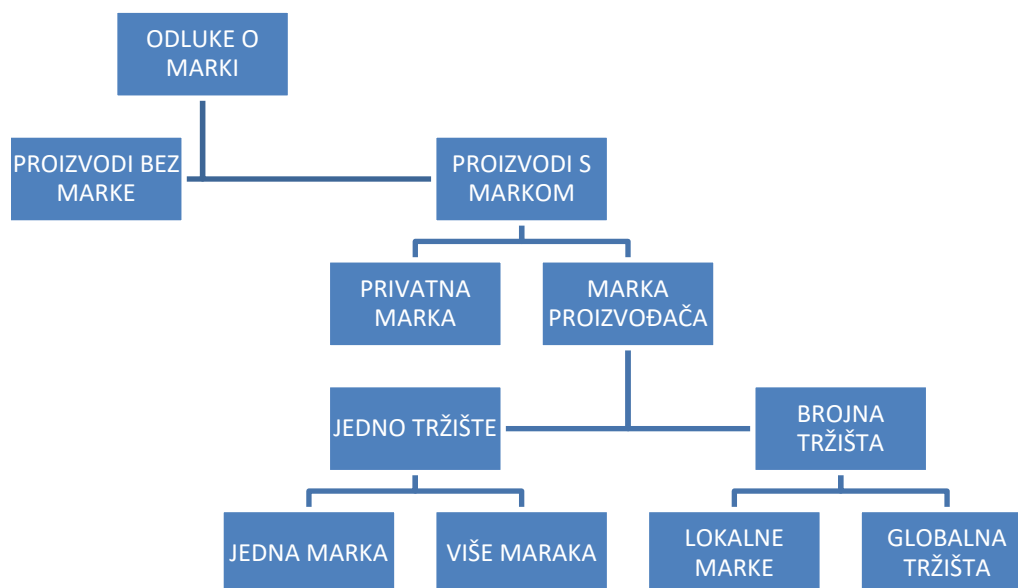 ODLUKE O
MARKI
PROIZVODI BEZ
MARKE
PROIZVODI S
MARKOM
PRIVATNA
MARKA
MARKA
PROIZVOĐAČA
JEDNO TRŽIŠTE
BROJNA
TRŽIŠTA
JEDNA MARKA
VIŠE MARAKA
LOKALNE
MARKE
GLOBALNA
TRŽIŠTA